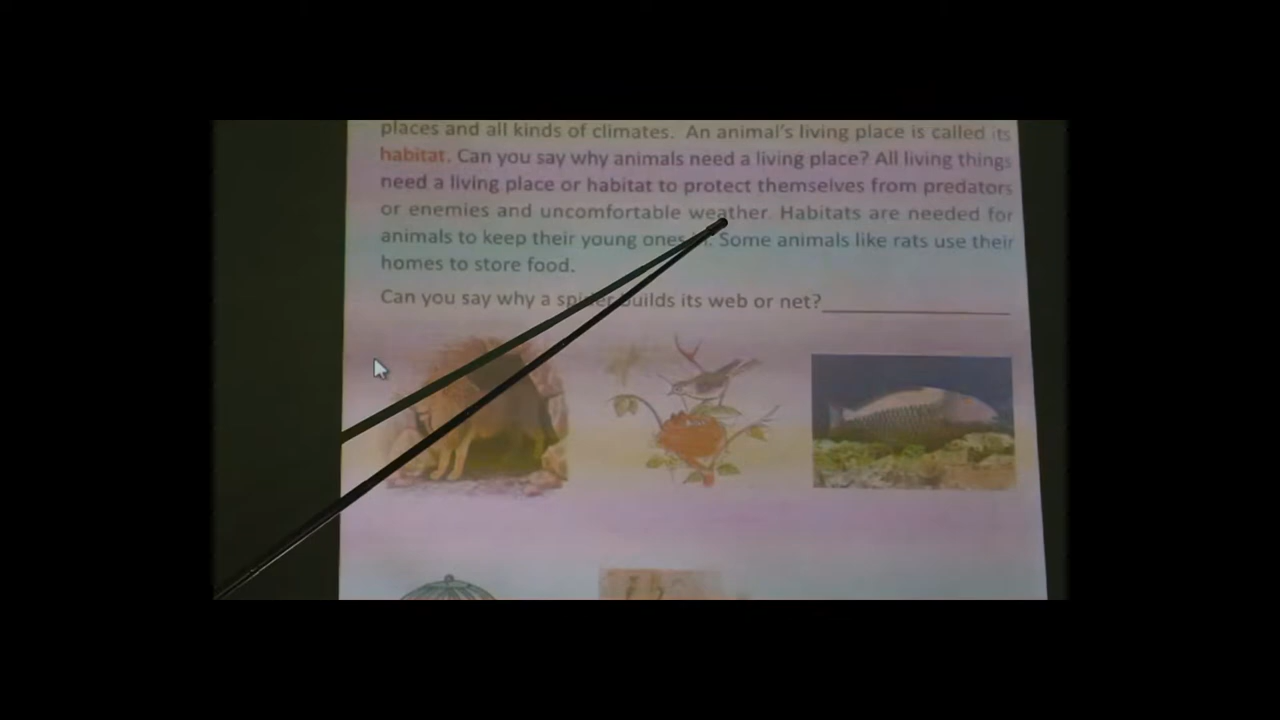 places and all kinds of climates. An animal's living place is called its
habitat. Can you say why animals need a living place? All living things
need a living place or habitat to protect themselves from predators
or enemies and uncomfortable weather. Habitats are needed for
animals to keep their young ones in. Some animals like rats use their
homes to store food.
Can you say why a spider builds its web or net?